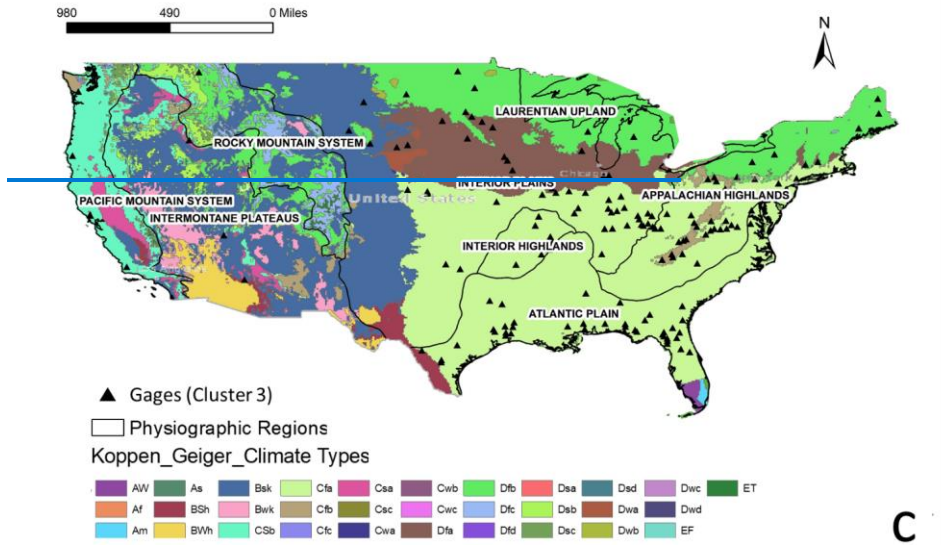 980 490 0 Miles
N
LAURENTIAN UPLAND
ROCKY MOUNTAIN SYSTEM
Chicago
INTERIOR PLAINS
APPALACHIAN HIGHLANDS
United States
PACIFIC MOUNTAIN SYSTEM
INTERMONTANE PLATEAUS
INTERIOR HIGHLANDS
ATLANTIC PLAIN
Gages (Cluster 3)
Physiographic Regions
Koppen_Geiger_Climate Types
AW As Bsk Cfa Csa Cwb Dfb Dsa Dsd Dwc ET
Af BSh Bwk Cfb Csc Cwc Dfc Dsb Dwa Dwd
Am BWh CSb Cfc Cwa Dfa Dfd Dsc Dwb EF
C